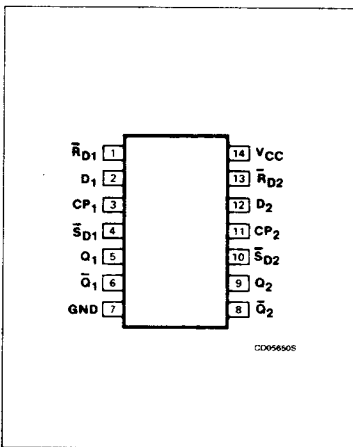 R̅D1 1 14 VCC
D1 2 13 R̅D2
CP1 3 12 D2
S̅D1 4 11 CP2
Q1 5 10 S̅D2
Q̅1 6 9 Q2
GND 7 8 Q̅2
CD05650S